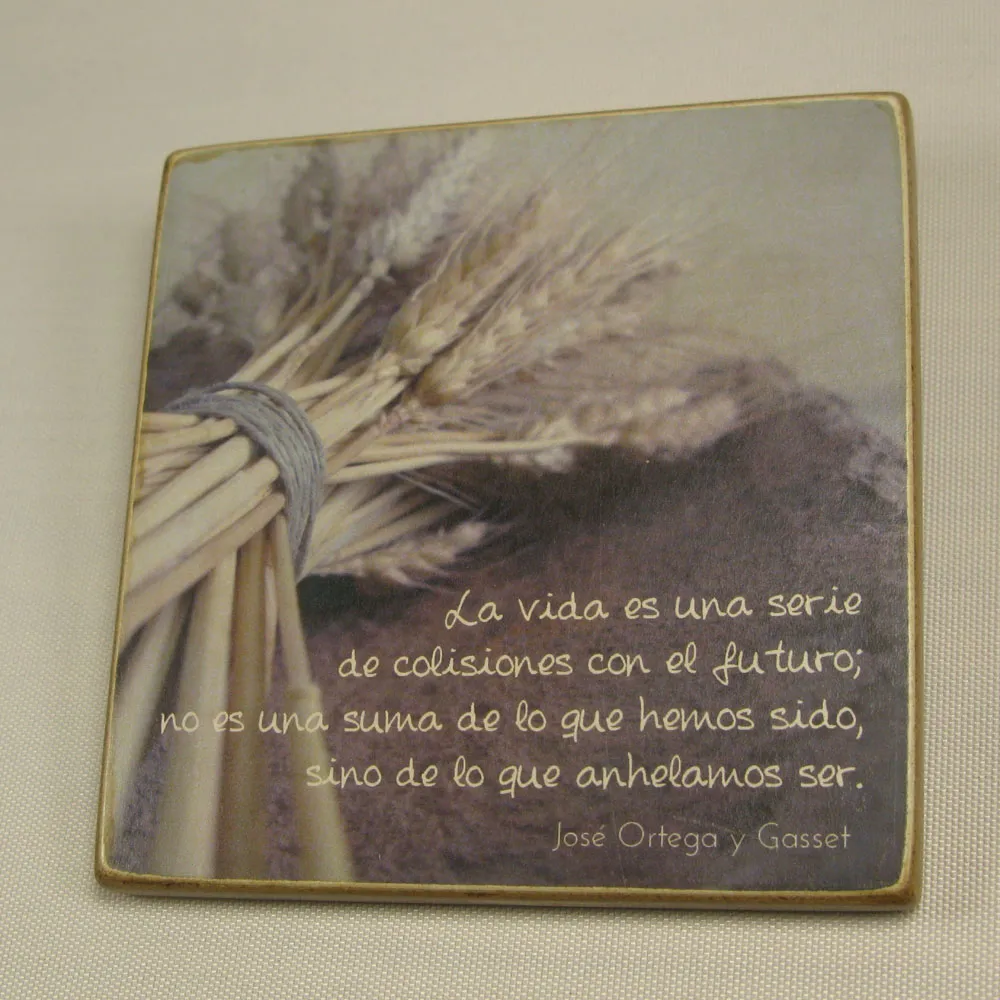 La vida es una serie
de colisiones con el futuro;
no es una suma de lo que hemos sido,
sino de lo que anhelamos ser.
José Ortega y Gasset